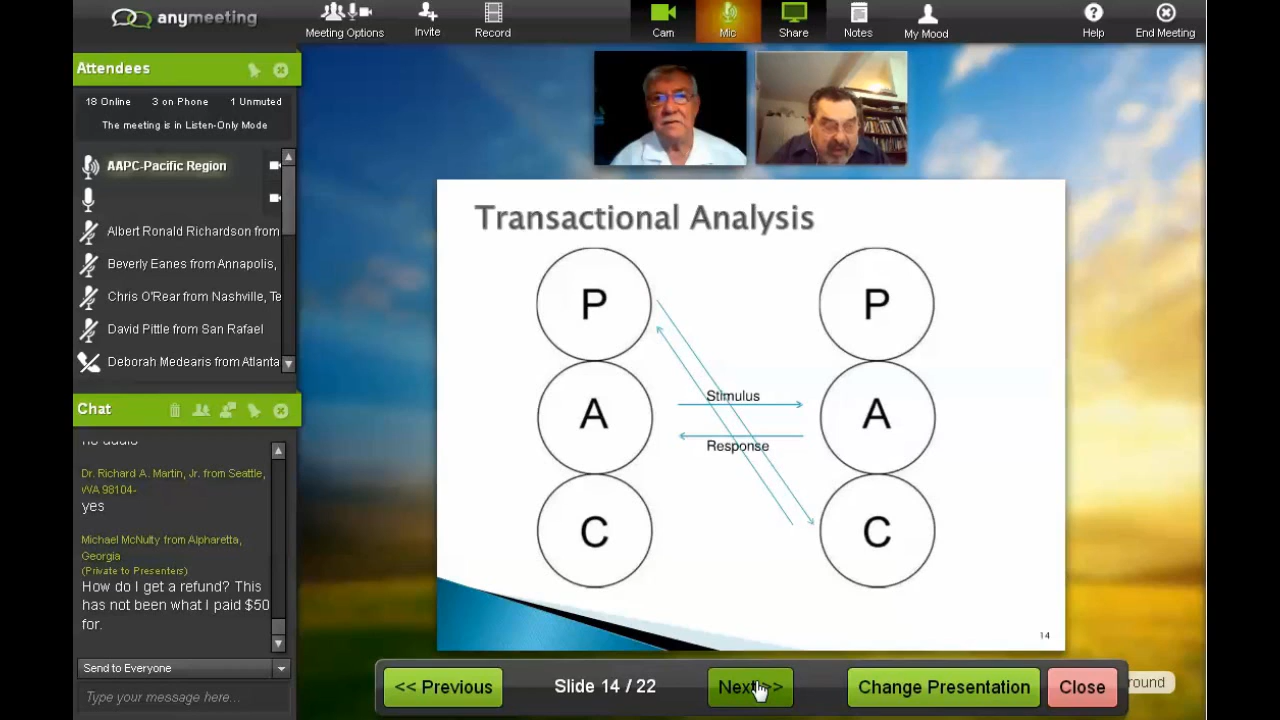 anymeeting
Meeting Options
Invite
Record
Cam
Mic
Share
Notes
My Mood
Help
End Meeting
Attendees
18 Online 3 on Phone 1 Unmuted
The meeting is in Listen-Only Mode
AAPC-Pacific Region
Albert Ronald Richardson from
Beverly Eanes from Annapolis,
Chris O'Rear from Nashville, Te
David Pittle from San Rafael
Deborah Medearis from Atlanta
Chat
no audio
Dr. Richard A. Martin, Jr. from Seattle,
WA 98104-
yes
Michael McNulty from Alpharetta,
Georgia
(Private to Presenters)
How do I get a refund? This
has not been what I paid $50
for.
Send to Everyone
Type your message here...
Transactional Analysis
P P
Stimulus
A A
Response
C C
14
<< Previous
Slide 14 / 22
Next >>
Change Presentation
Close
round